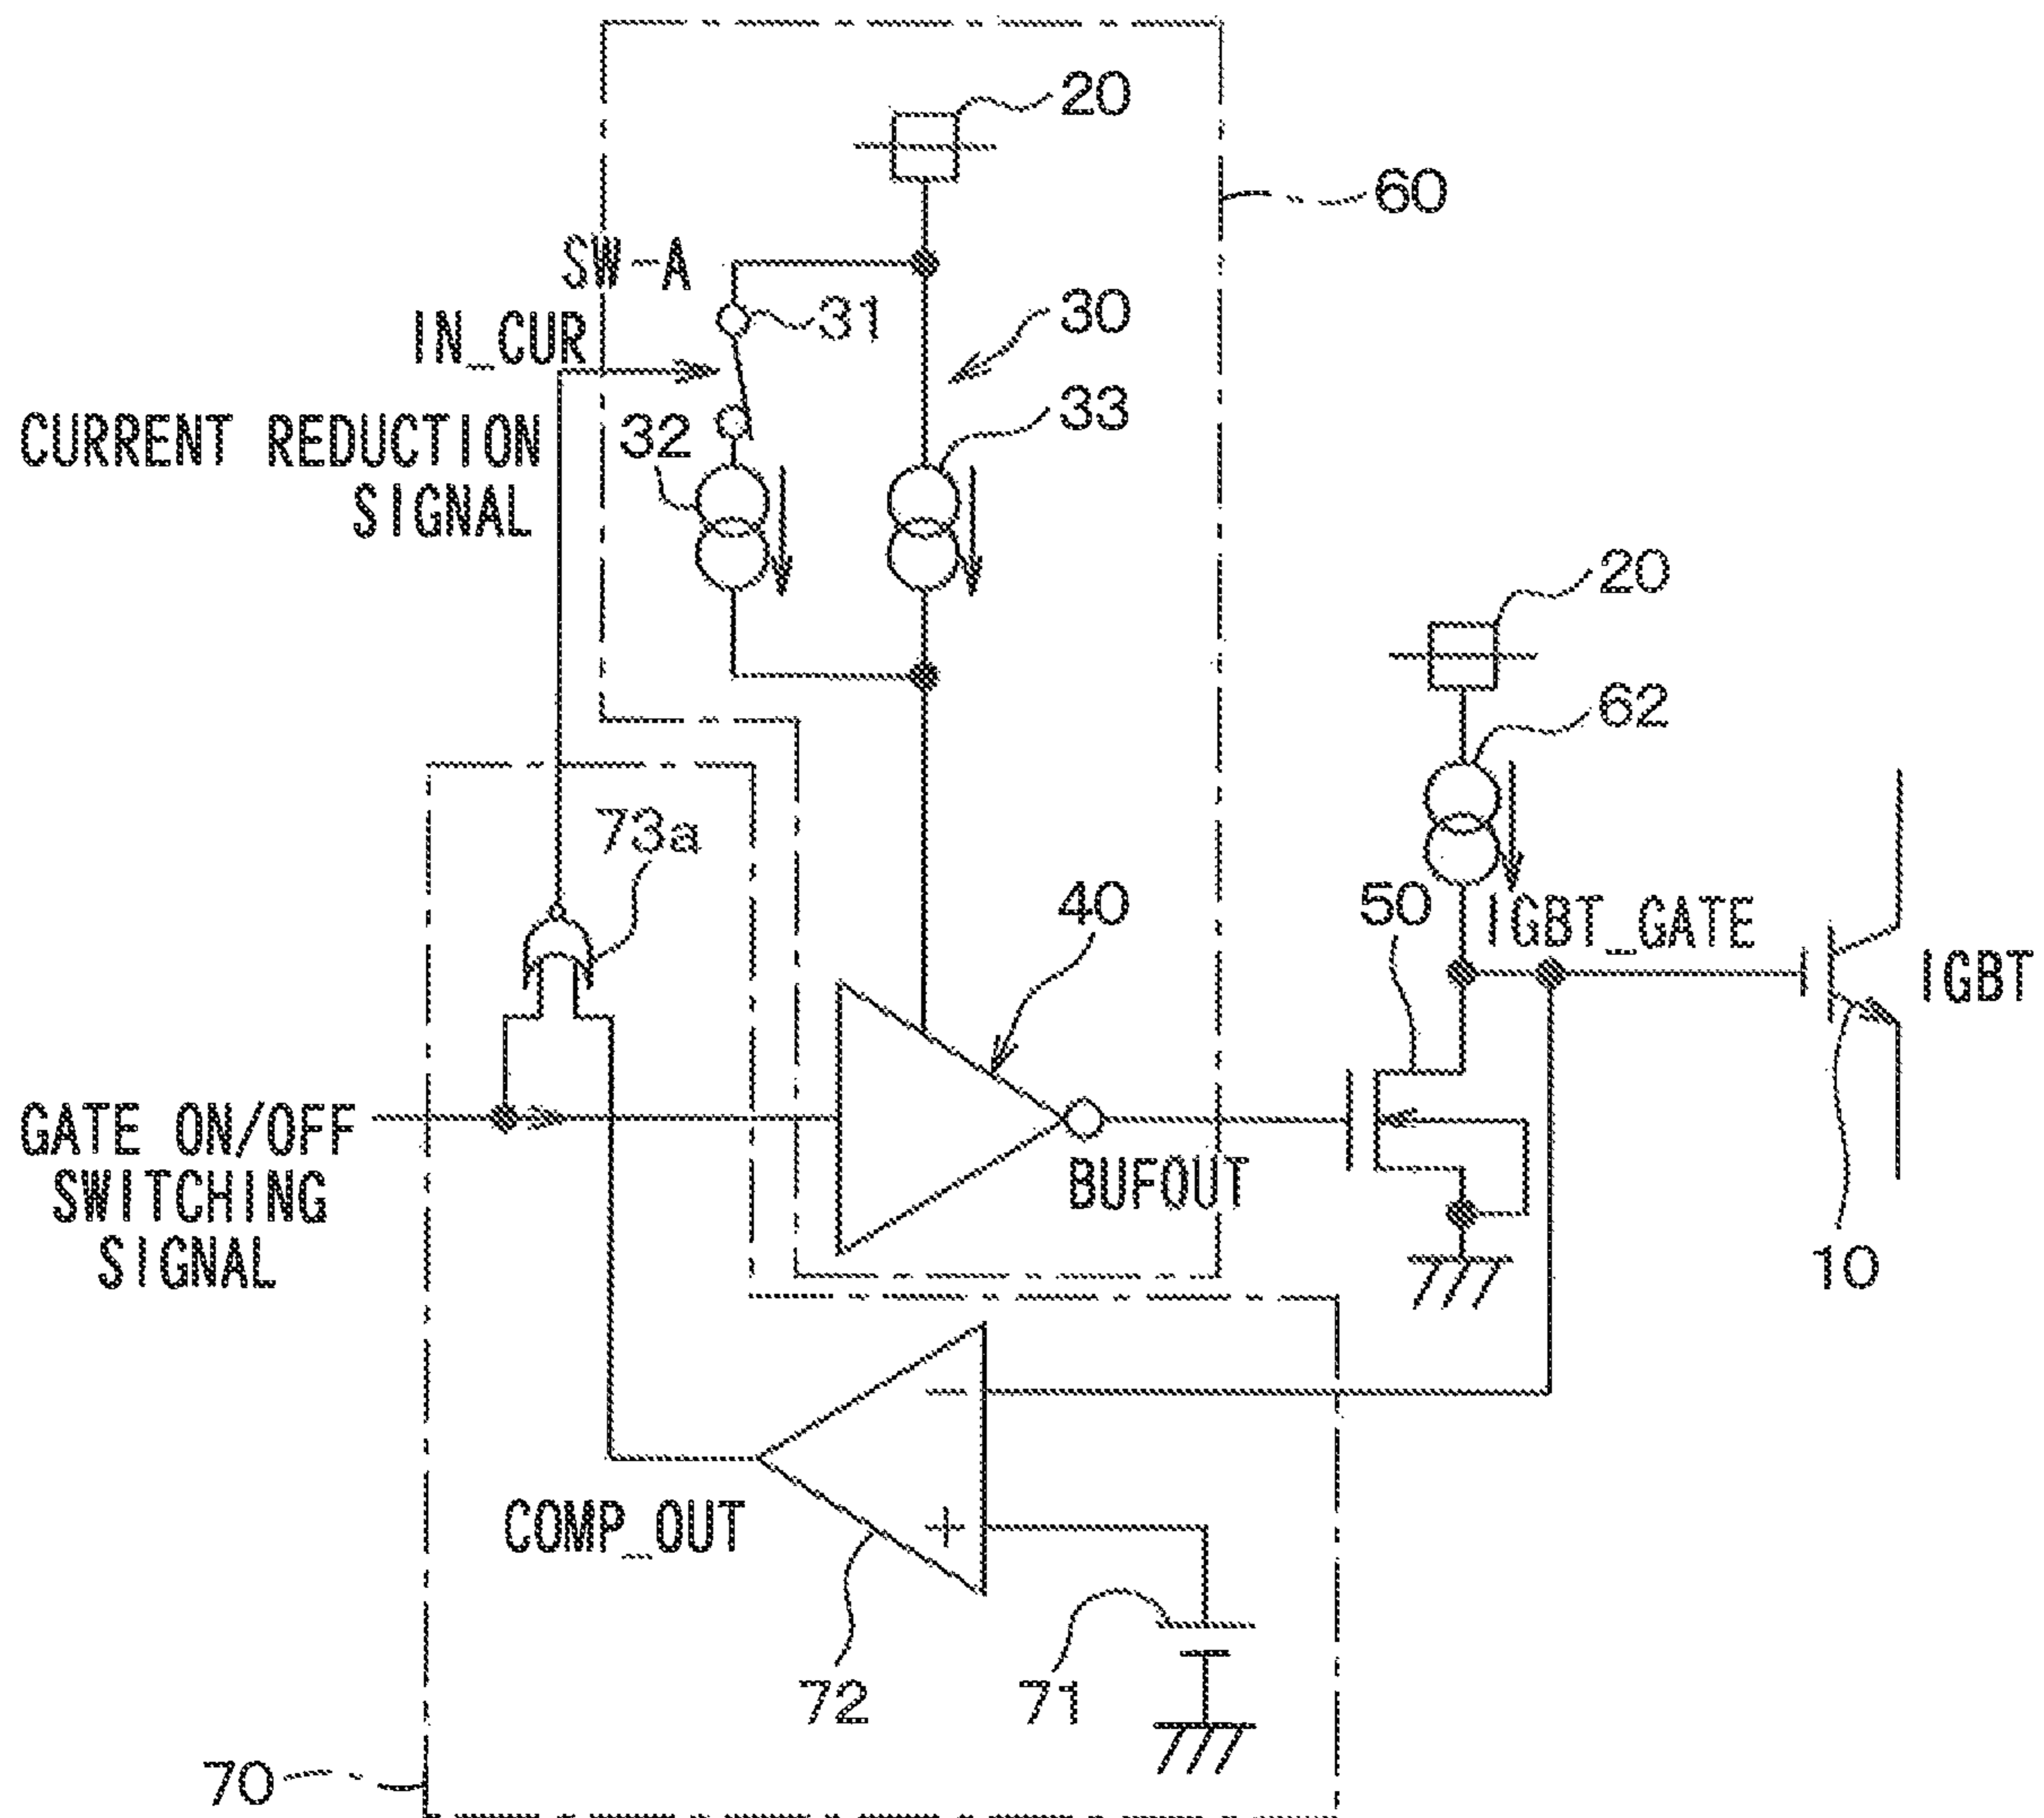 20
60
SW-A
31
IN_CUR
30
CURRENT REDUCTION
SIGNAL
32
33
20
62
73a
40
50
IGBT_GATE
IGBT
GATE ON/OFF
SWITCHING
SIGNAL
BUFOUT
10
−
+
COMP_OUT
72
71
70